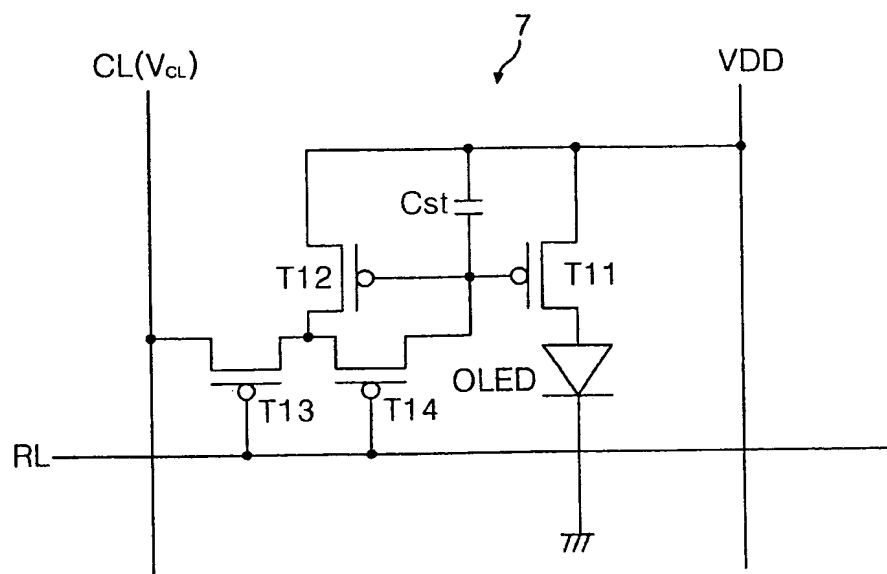 7
CL(VCL)
VDD
Cst
T12
T11
OLED
T13
T14
RL